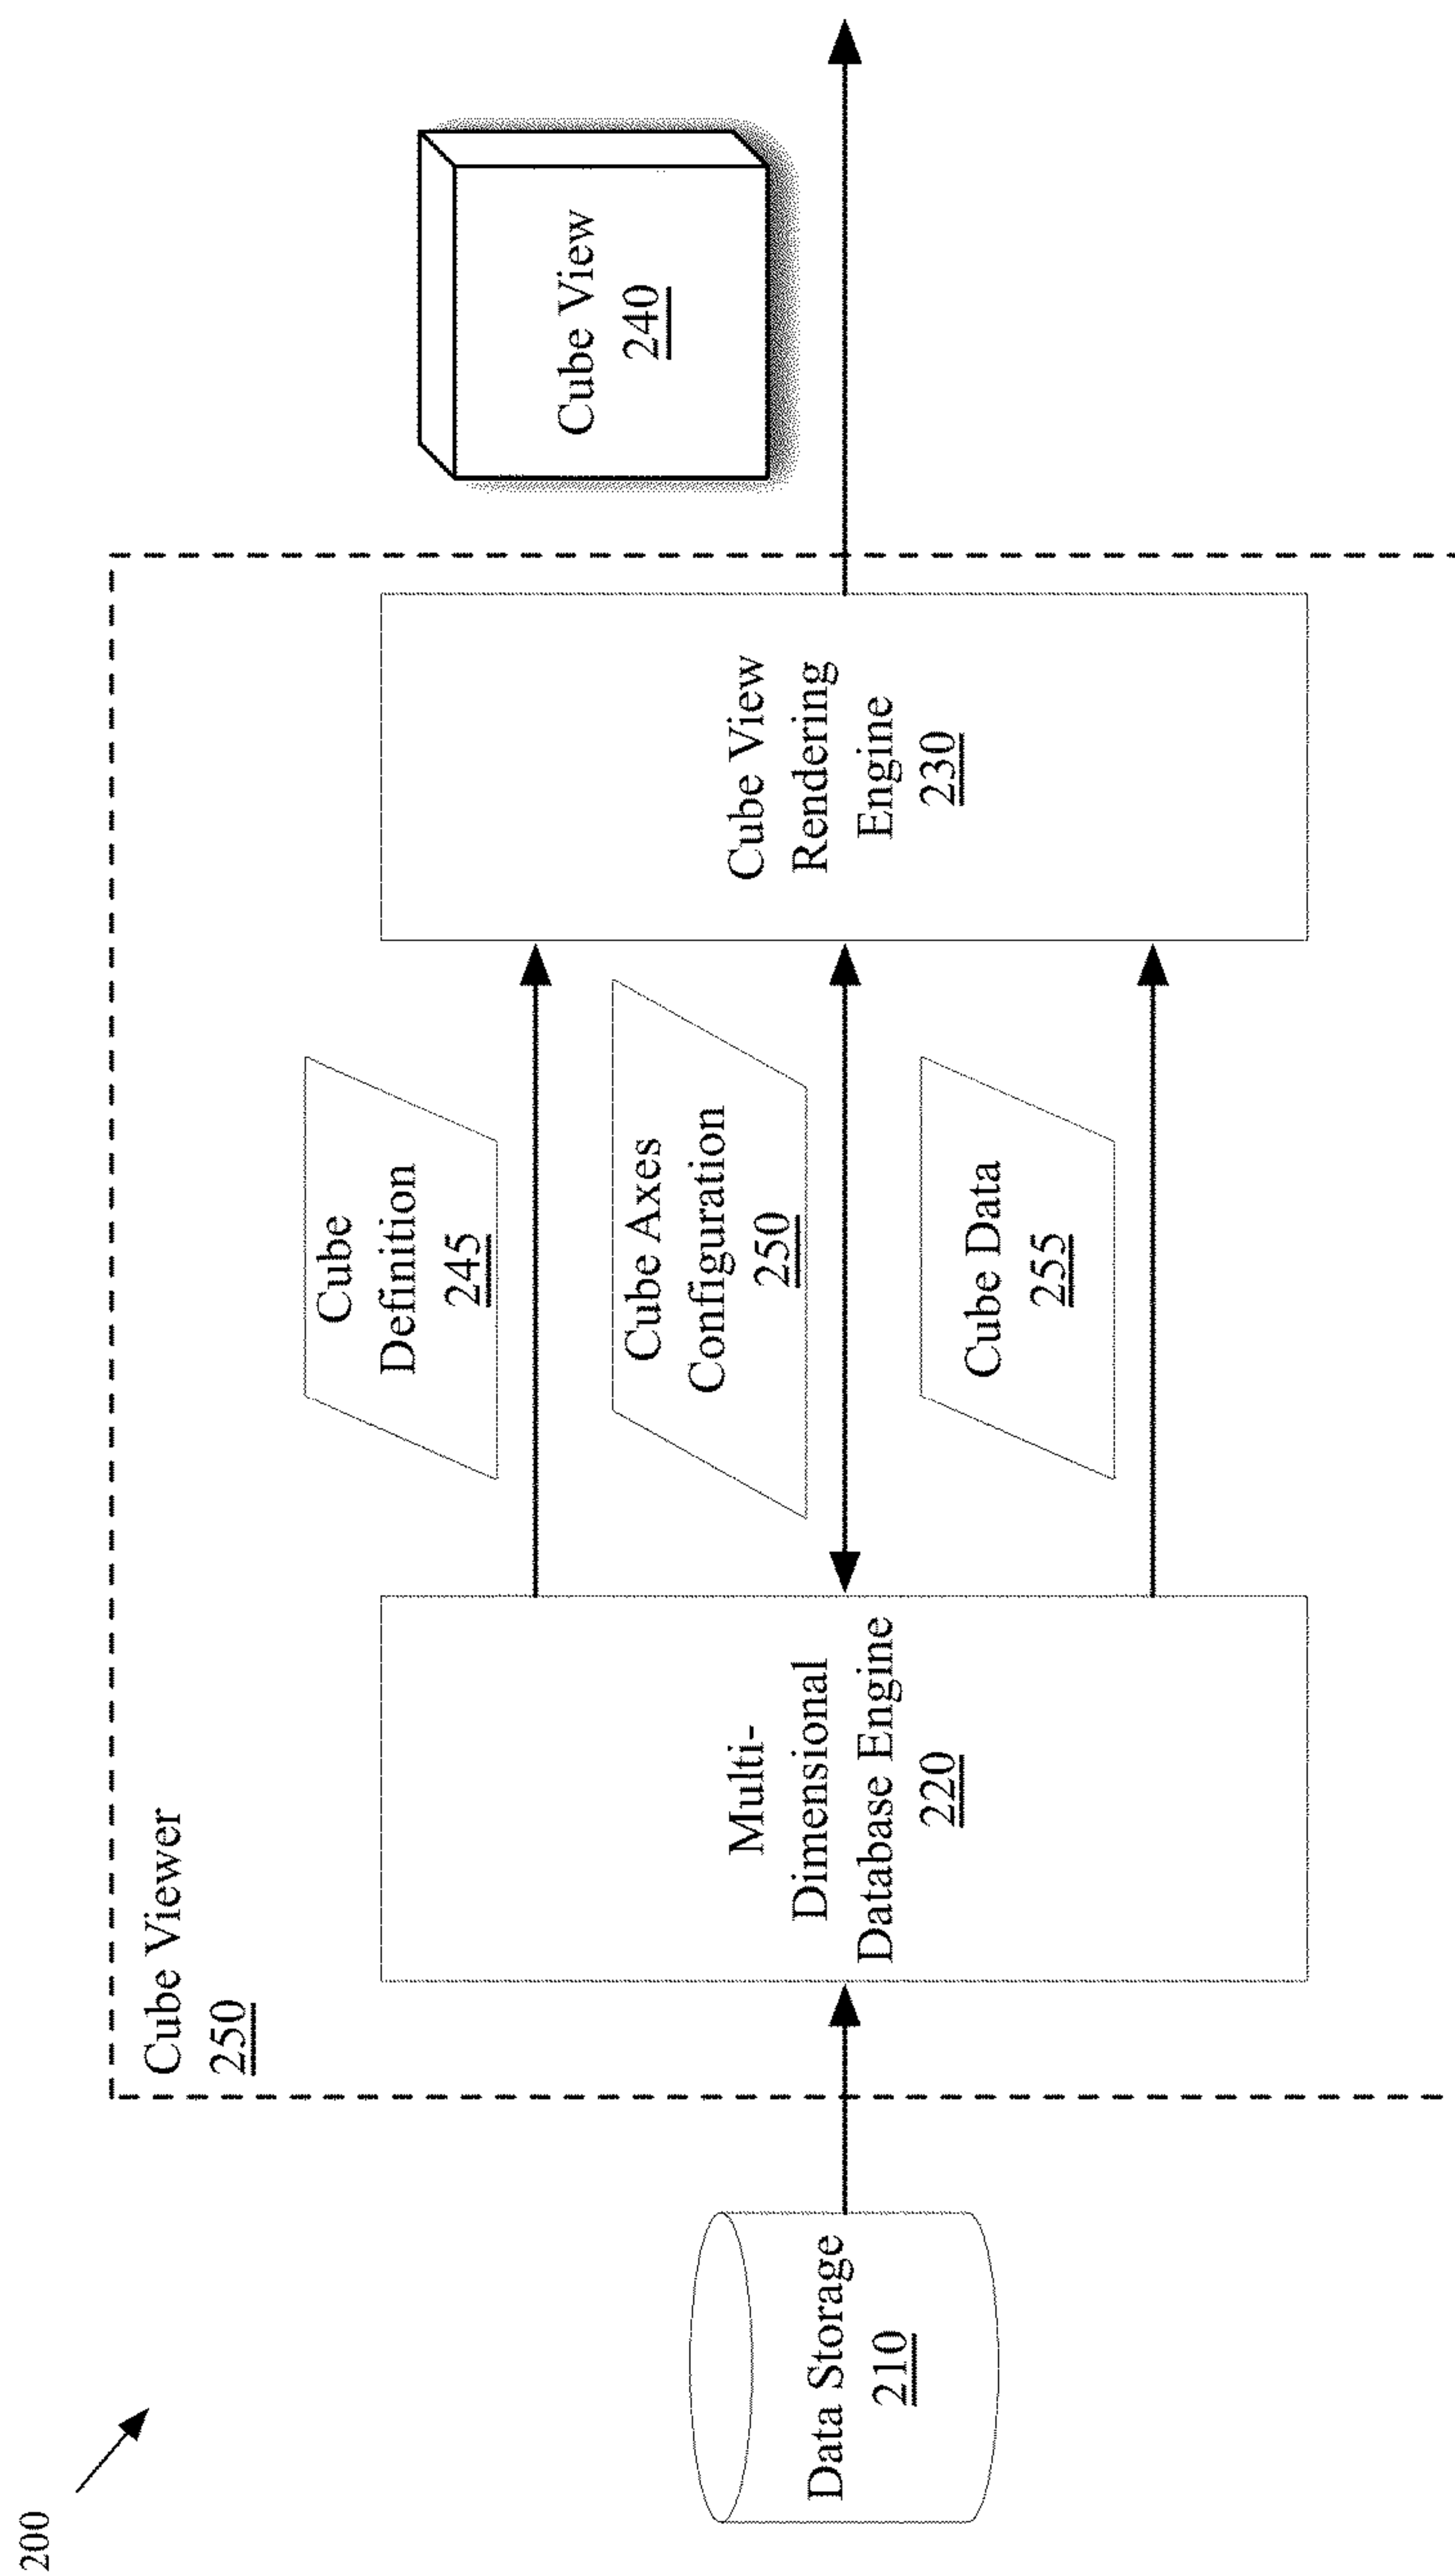 200
Cube Viewer
250
Data Storage
210
Multi-
Dimensional
Database Engine
220
Cube
Definition
245
Cube Axes
Configuration
250
Cube Data
255
Cube View
Rendering
Engine
230
Cube View
240